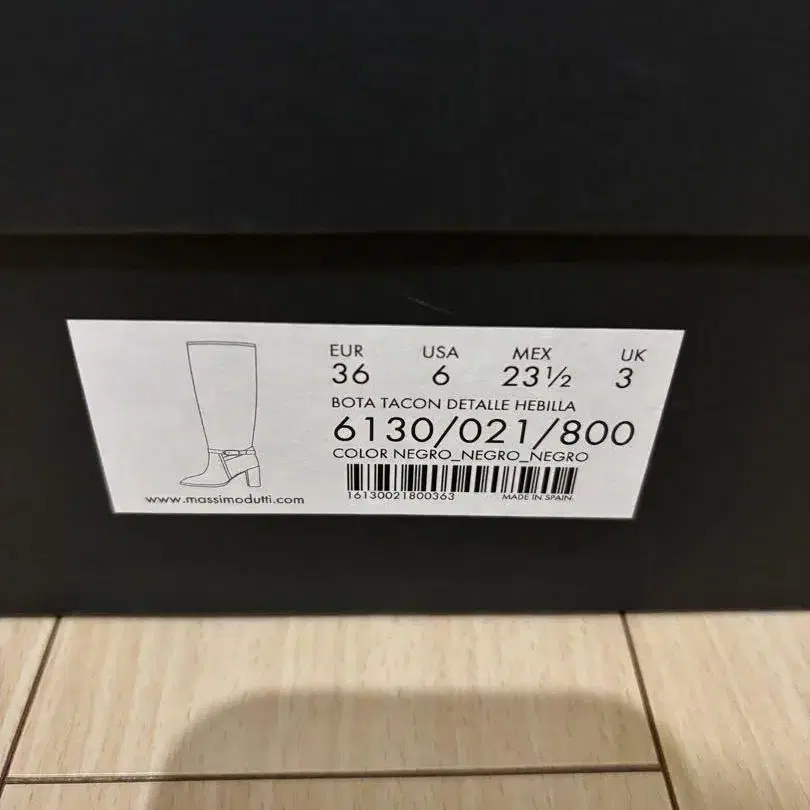 EUR USA MEX UK
36 6 23½ 3
BOTA TACON DETALLE HEBILLA
6130/021/800
COLOR NEGRO_NEGRO_NEGRO
16130021800363 MADE IN SPAIN
www.massimodutti.com